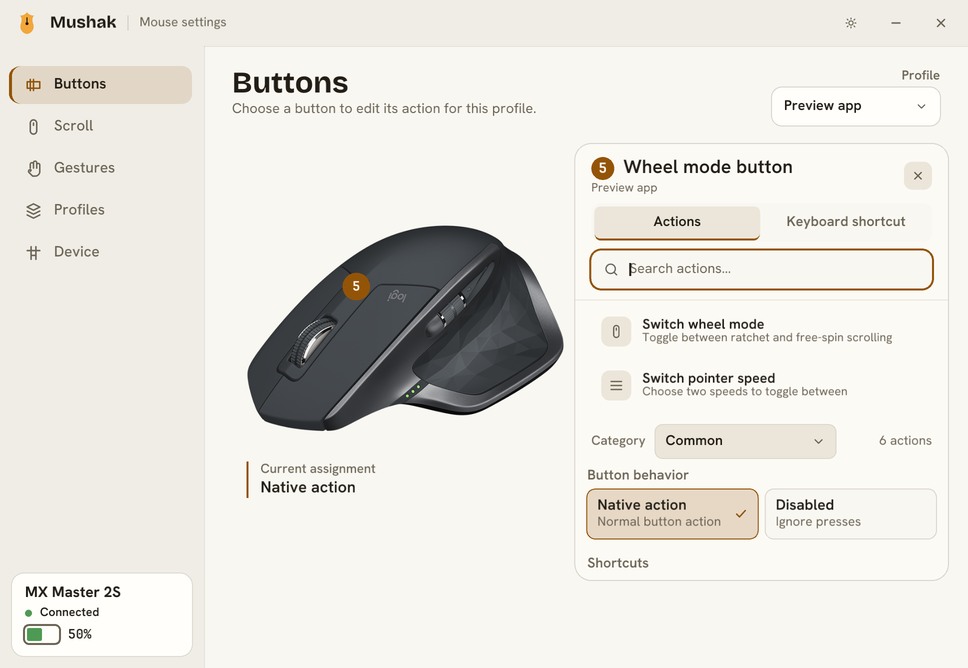 Mushak
Mouse settings
Buttons
Scroll
Gestures
Profiles
Device
MX Master 2S
Connected
50%
Buttons
Choose a button to edit its action for this profile.
Profile
Preview app
5
logi
Current assignment
Native action
5 Wheel mode button
Preview app
Actions
Keyboard shortcut
Search actions...
Switch wheel mode
Toggle between ratchet and free-spin scrolling
Switch pointer speed
Choose two speeds to toggle between
Category
Common
6 actions
Button behavior
Native action
Normal button action
Disabled
Ignore presses
Shortcuts